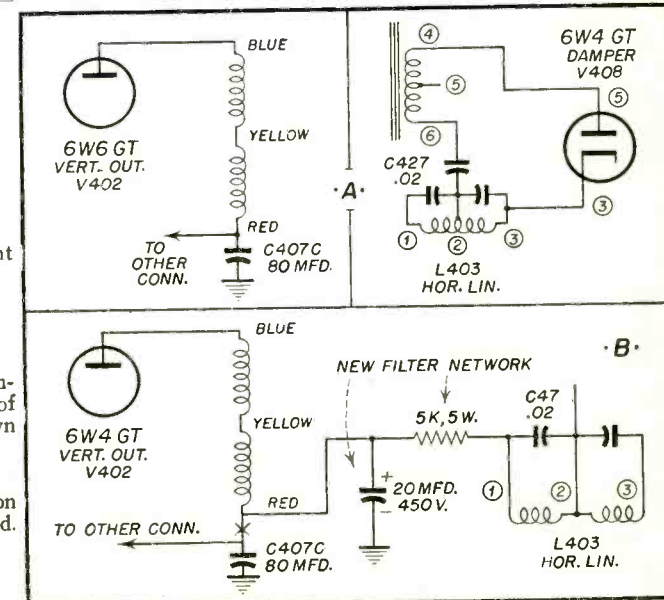 BLUE
6W6 GT
VERT. OUT.
V402
YELLOW
RED
TO
OTHER
CONN.
C407C
80 MFD.
·A·
④
⑤
⑥
6W4 GT
DAMPER
V408
⑤
③
C427
.02
①
②
③
L403
HOR. LIN.
·B·
BLUE
6W4 GT
VERT. OUT.
V402
YELLOW
RED
TO OTHER CONN.
C407C
80 MFD.
NEW FILTER NETWORK
5K, 5W.
+
20 MFD.
-
450 V.
C47
.02
①
②
③
L403
HOR. LIN.
of
on
d.